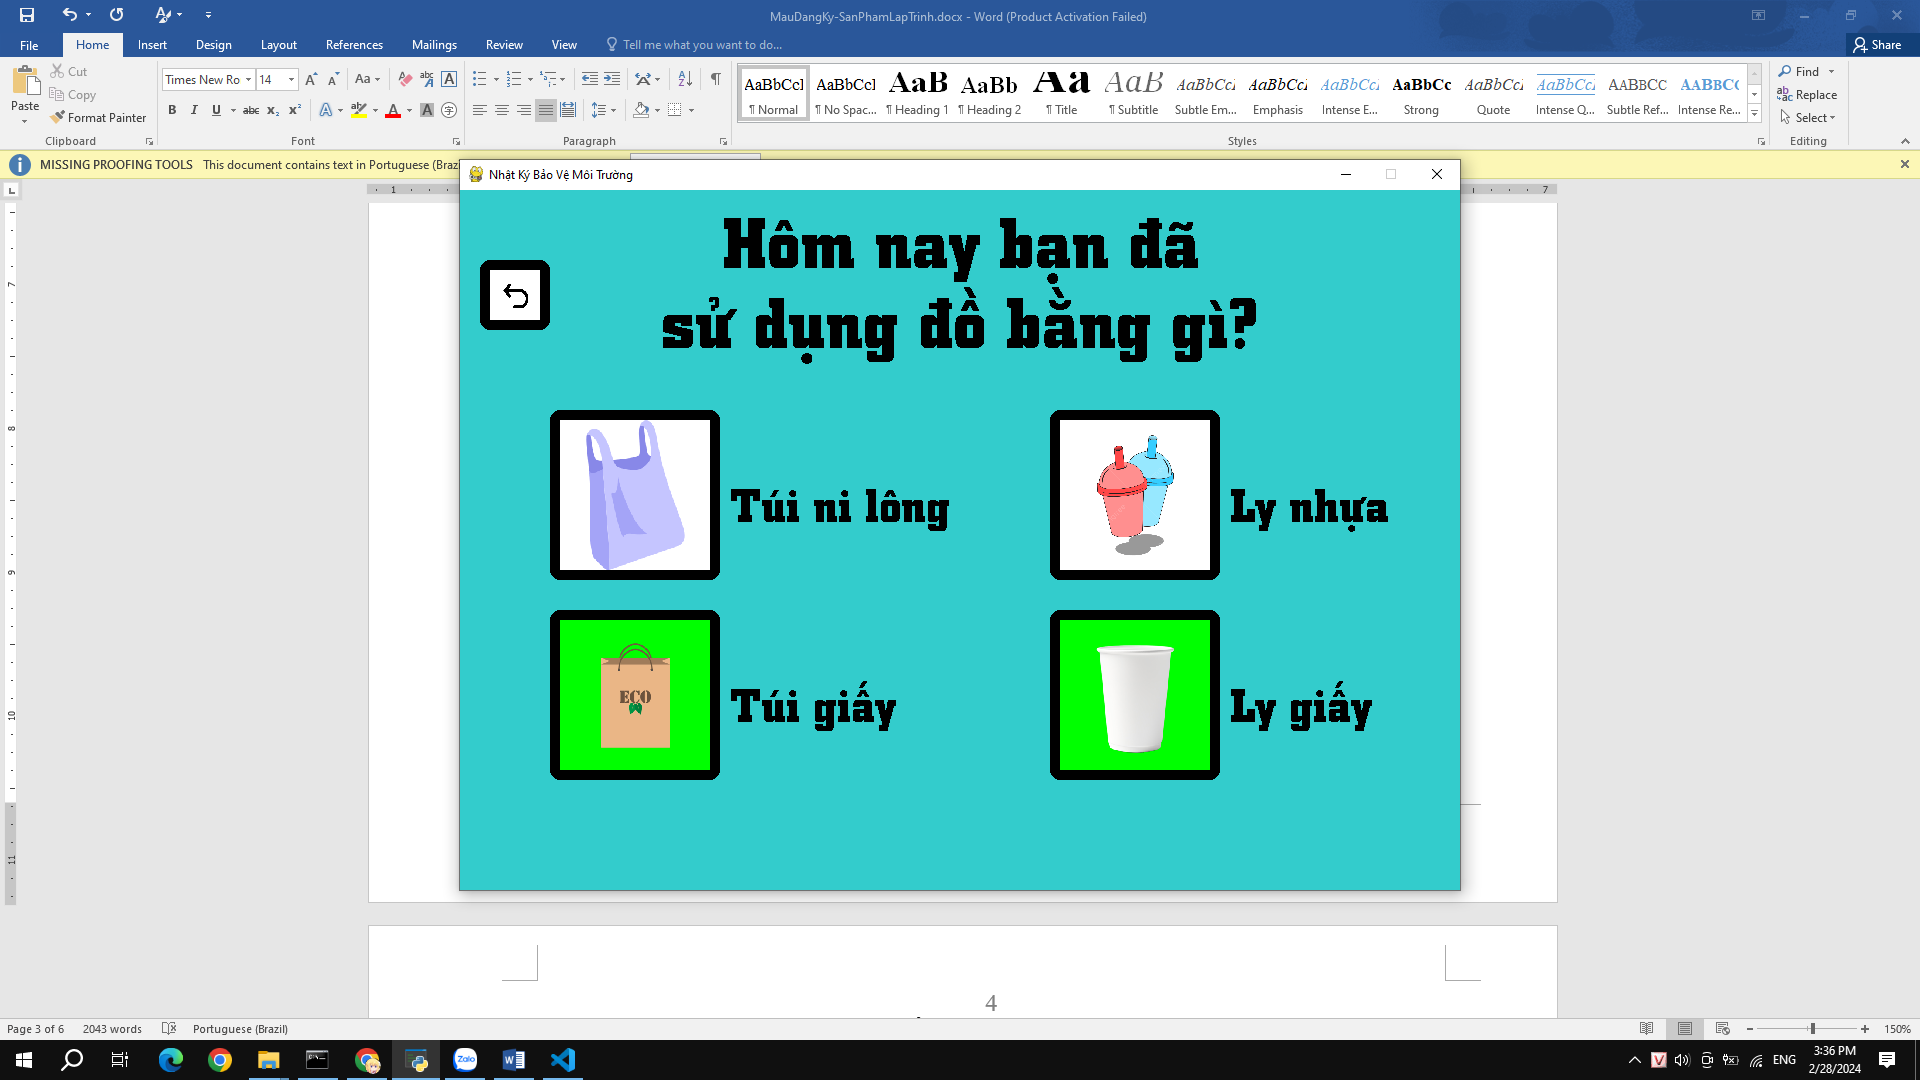 MauDangKy-SanPhamLapTrinh.docx - Word (Product Activation Failed)
File Home Insert Design Layout References Mailings Review View Tell me what you want to do... Share
Paste
Cut
Copy
Format Painter
Clipboard
Times New Ro 14
Font
Paragraph
AaBbCcI AaBbCcI AaB AaBb Aa AaB AaBbCcI AaBbCcI AaBbCcI AaBbCc AaBbCcI AaBbCcI AABBCC AABBCC
¶ Normal ¶ No Spac... ¶ Heading 1 ¶ Heading 2 ¶ Title ¶ Subtitle Subtle Em... Emphasis Intense E... Strong Quote Intense Q... Subtle Ref... Intense Re...
Styles
Find
Replace
Select
Editing
MISSING PROOFING TOOLS This document contains text in Portuguese (Brazi
Nhật Ký Bảo Vệ Môi Trường
Hôm nay bạn đã
sử dụng đồ bằng gì?
Túi ni lông
Ly nhựa
ECO
Túi giấy
Ly giấy
4
Page 3 of 6 2043 words Portuguese (Brazil) 150%
Zalo
ENG
3:36 PM
2/28/2024